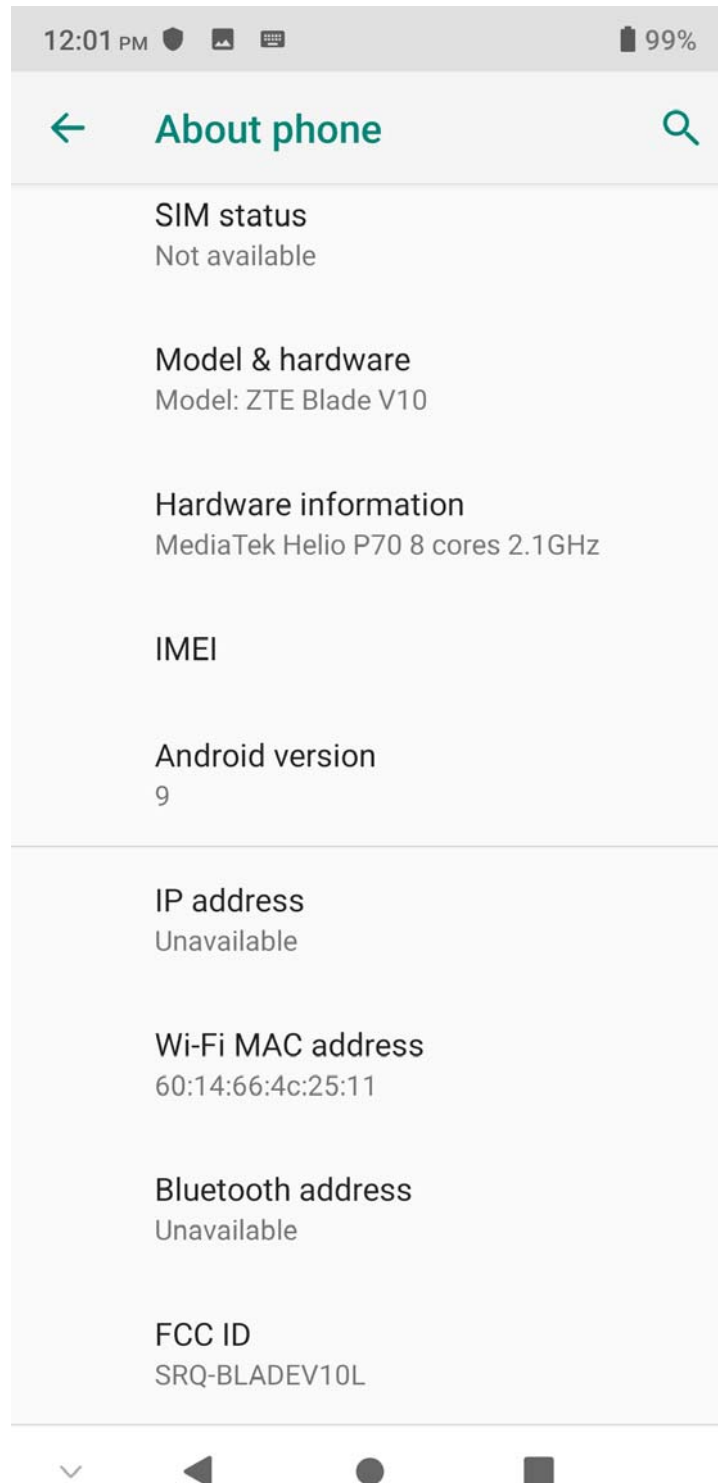 12:01 PM 99%
About phone
SIM status
Not available
Model & hardware
Model: ZTE Blade V10
Hardware information
MediaTek Helio P70 8 cores 2.1GHz
IMEI
Android version
9
IP address
Unavailable
Wi-Fi MAC address
60:14:66:4c:25:11
Bluetooth address
Unavailable
FCC ID
SRQ-BLADEV10L